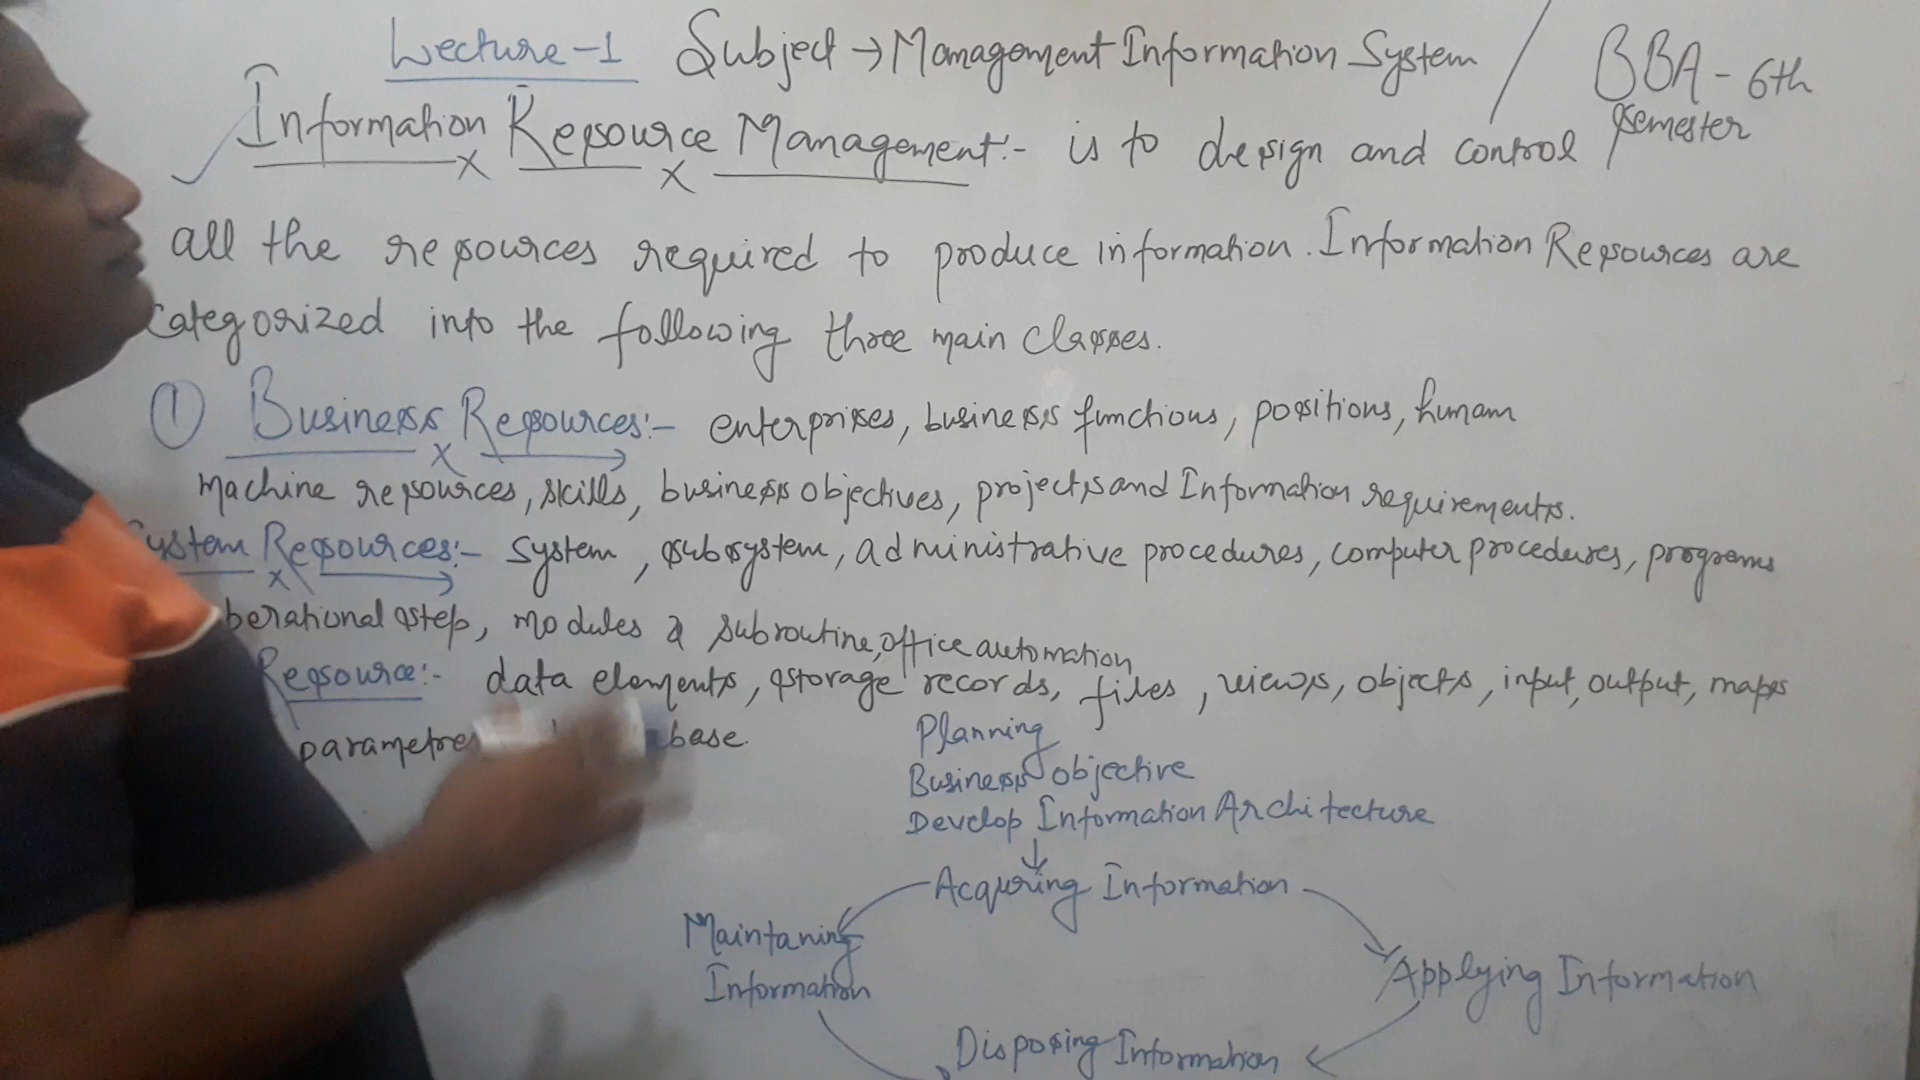 Lecture-1 Subject → Management Information System / BBA - 6th semester
Information Resource Management:- is to design and control
all the resources required to produce information. Information Resources are
categorized into the following three main classes.
① Business Resources:- enterprises, business functions, positions, human
machine resources, skills, business objectives, projects and Information requirements.
ystem Resources:- system, subsystem, administrative procedures, computer procedures, programs
perational step, modules & subroutine, office automation
Resource:- data elements, storage records, files, views, objects, input, output, maps
base.
Planning
Business objective
Develop Information Architecture
↓
Acquring Information
Maintaning
Information
Applying Information
Disposing Information